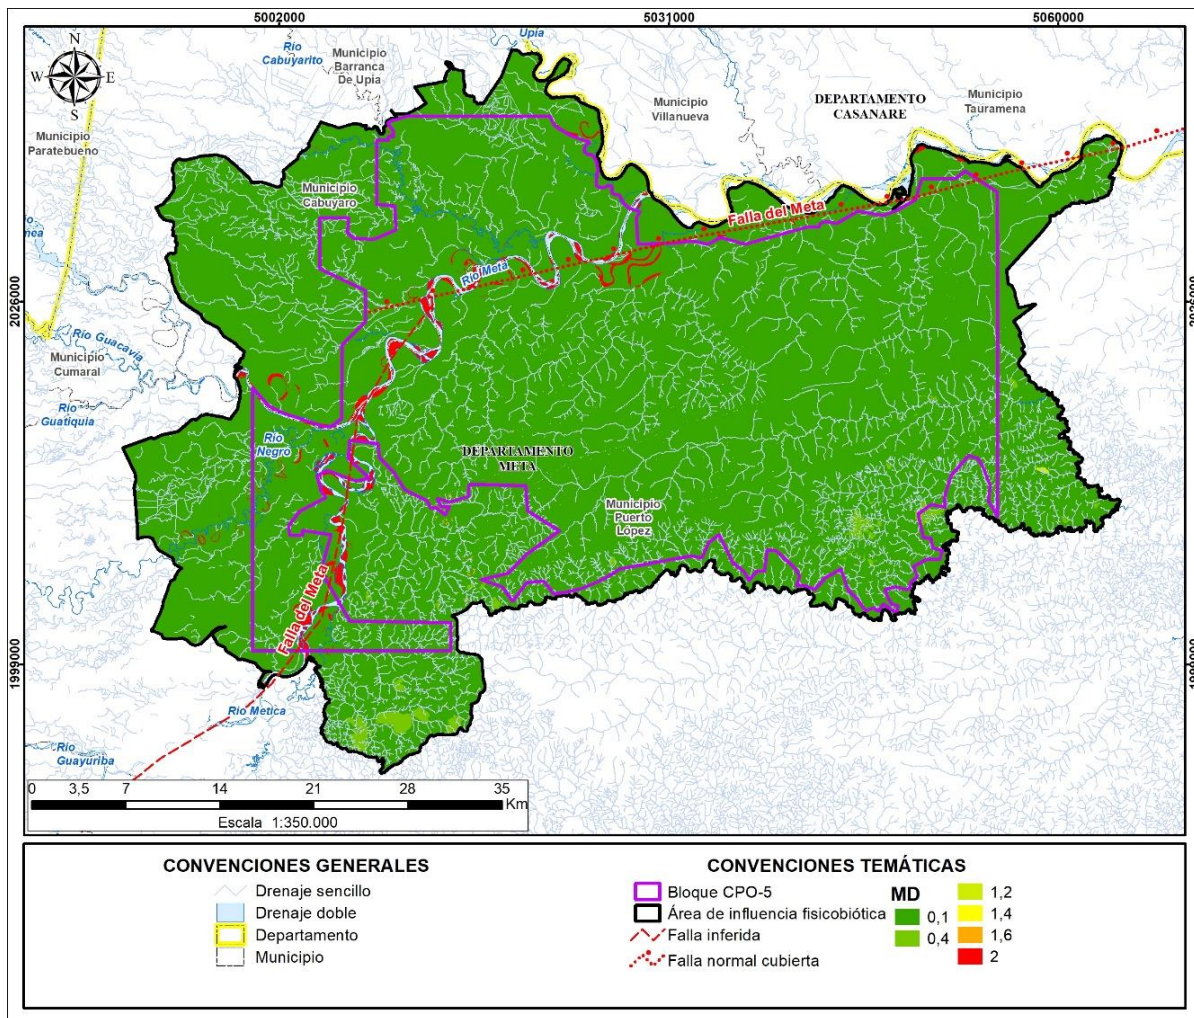 5002000
5031000
5060000
N
W
E
S
Río
Cabuyarito
Municipio
Barranca
De Upia
Upía
Municipio
Villanueva
DEPARTAMENTO
CASANARE
Municipio
Tauramena
Municipio
Paratebueno
Municipio
Cabuyaro
Falla del Meta
Río Meta
2026000
Río Guacavía
Municipio
Cumaral
Río
Guatiquía
Río
Negro
DEPARTAMENTO
META
Municipio
Puerto
López
Falla del Meta
1999000
Río Metica
Río
Guayuriba
0 3,5 7 14 21 28 35
Km
Escala 1:350.000
CONVENCIONES GENERALES
Drenaje sencillo
Drenaje doble
Departamento
Municipio
CONVENCIONES TEMÁTICAS
Bloque CPO-5
Área de influencia fisicobiótica
Falla inferida
Falla normal cubierta
MD
0,1
0,4
1,2
1,4
1,6
2